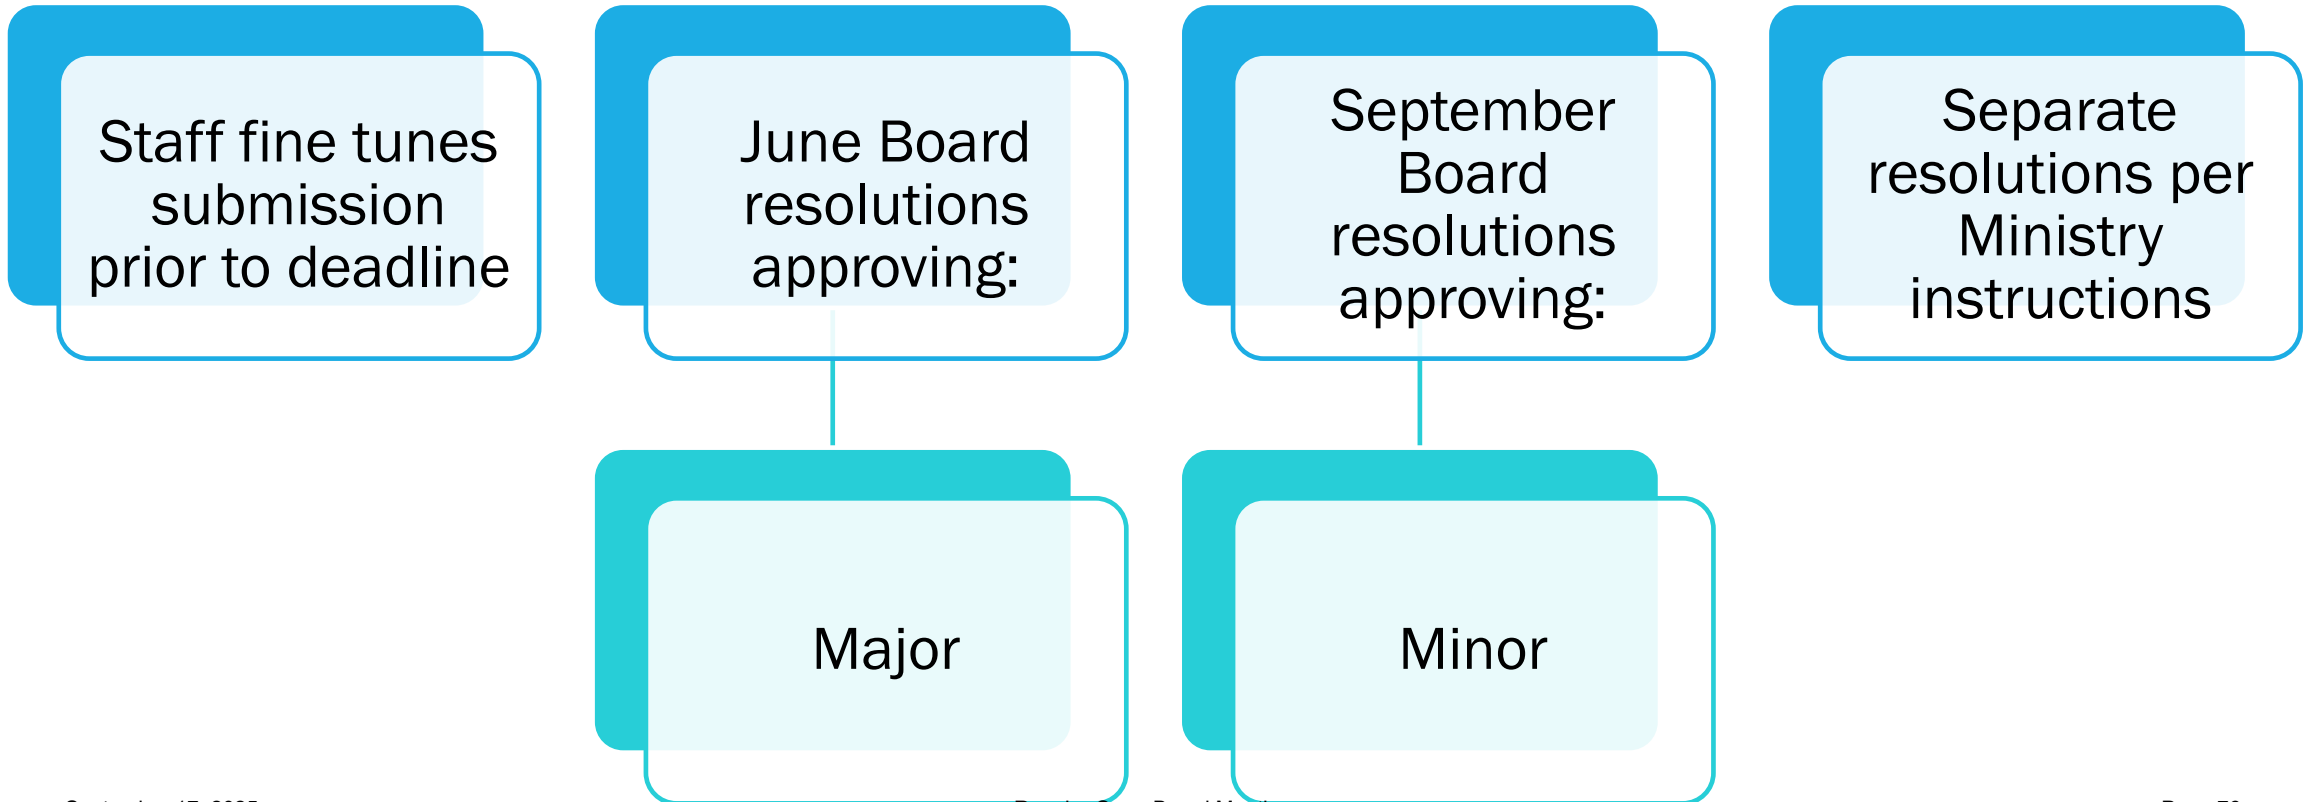 Staff fine tunes
submission
prior to deadline
June Board
resolutions
approving:
September
Board
resolutions
approving:
Separate
resolutions per
Ministry
instructions
Major
Minor